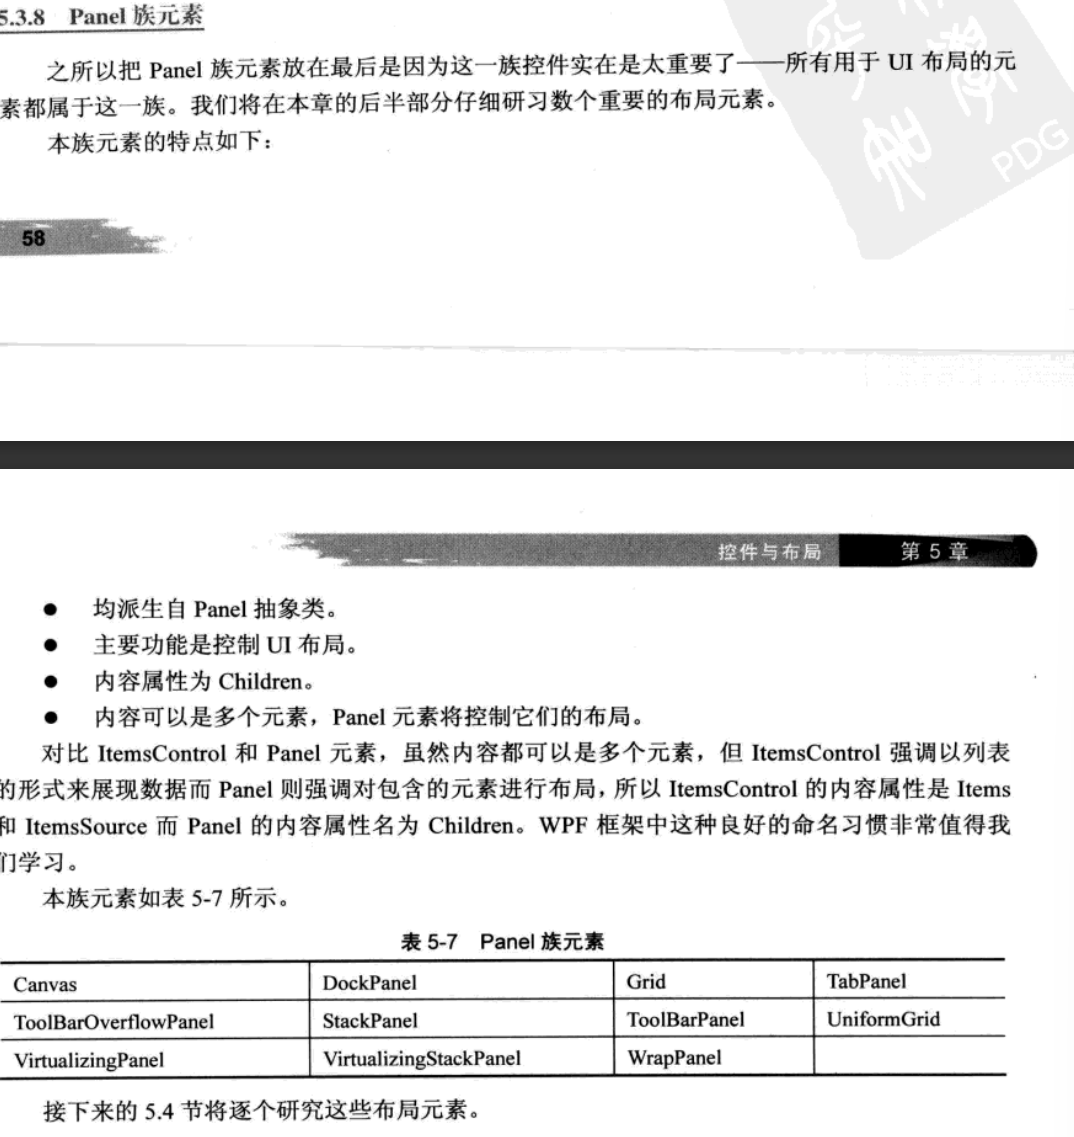 5.3.8 Panel 族元素
之所以把 Panel 族元素放在最后是因为这一族控件实在是太重要了——所有用于 UI 布局的元
素都属于这一族。我们将在本章的后半部分仔细研习数个重要的布局元素。
本族元素的特点如下：
PDG
58
控件与布局 第 5 章
● 均派生自 Panel 抽象类。
● 主要功能是控制 UI 布局。
● 内容属性为 Children。
● 内容可以是多个元素，Panel 元素将控制它们的布局。
对比 ItemsControl 和 Panel 元素，虽然内容都可以是多个元素，但 ItemsControl 强调以列表
的形式来展现数据而 Panel 则强调对包含的元素进行布局，所以 ItemsControl 的内容属性是 Items
和 ItemsSource 而 Panel 的内容属性名为 Children。WPF 框架中这种良好的命名习惯非常值得我
们学习。
本族元素如表 5-7 所示。
表 5-7 Panel 族元素
Canvas DockPanel Grid TabPanel
ToolBarOverflowPanel StackPanel ToolBarPanel UniformGrid
VirtualizingPanel VirtualizingStackPanel WrapPanel
接下来的 5.4 节将逐个研究这些布局元素。